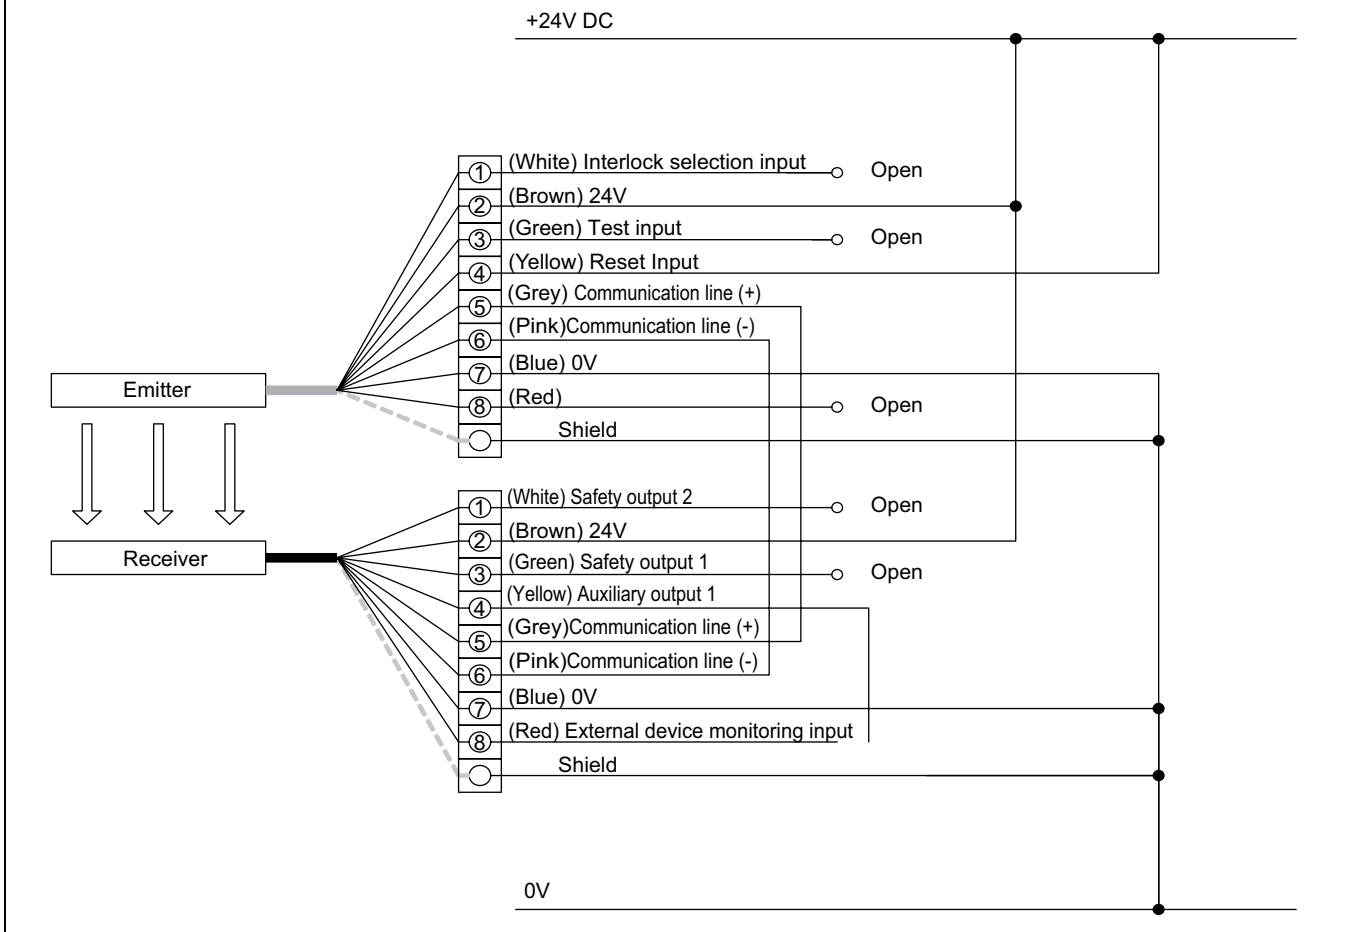 +24V DC
① (White) Interlock selection input Open
② (Brown) 24V
③ (Green) Test input Open
④ (Yellow) Reset Input
⑤ (Grey) Communication line (+)
⑥ (Pink)Communication line (-)
⑦ (Blue) 0V
Emitter
⑧ (Red) Open
Shield
① (White) Safety output 2 Open
② (Brown) 24V
Receiver
③ (Green) Safety output 1 Open
④ (Yellow) Auxiliary output 1
⑤ (Grey)Communication line (+)
⑥ (Pink)Communication line (-)
⑦ (Blue) 0V
⑧ (Red) External device monitoring input
Shield
0V